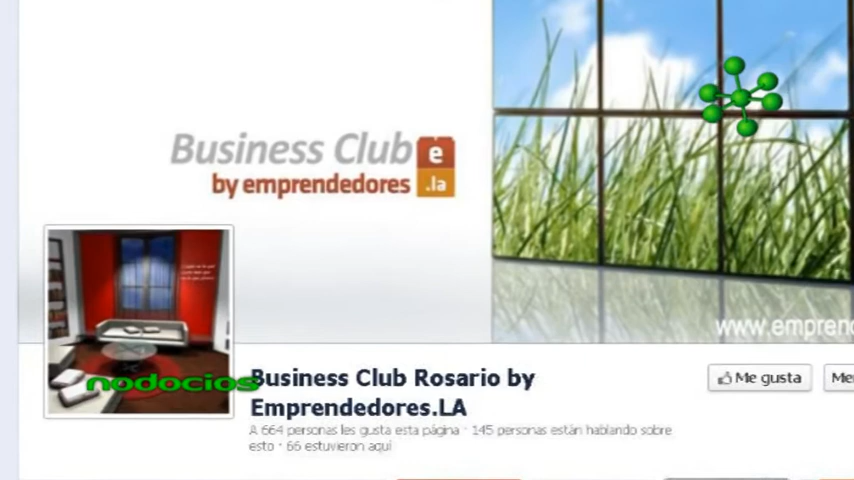 Business Club e
by emprendedores .la
www.emprend
nodocios
Business Club Rosario by
Emprendedores.LA
Me gusta
Me
A 664 personas les gusta esta página · 145 personas están hablando sobre
esto · 66 estuvieron aquí